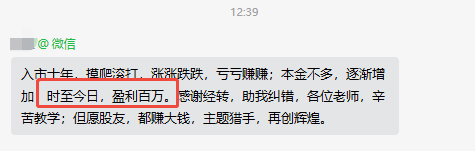 12:39
@微信
入市十年，摸爬滚打，涨涨跌跌，亏亏赚赚；本金不多，逐渐增
加，时至今日，盈利百万。感谢经转，助我纠错，各位老师，辛
苦教学；但愿股友，都赚大钱，主题猎手，再创辉煌。